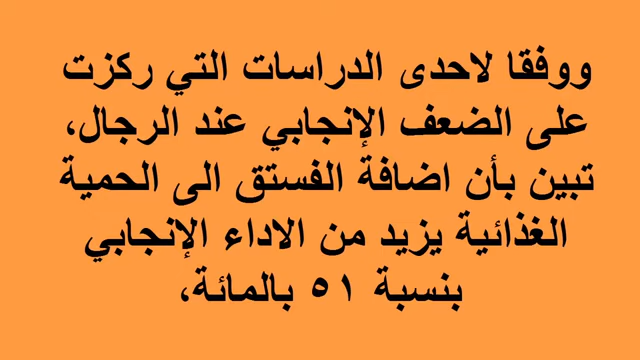 ووفقا لاحدى الدراسات التي ركزت
على الضعف الإنجابي عند الرجال،
تبين بأن اضافة الفستق الى الحمية
الغذائية يزيد من الاداء الإنجابي
بنسبة ٥١ بالمائة،